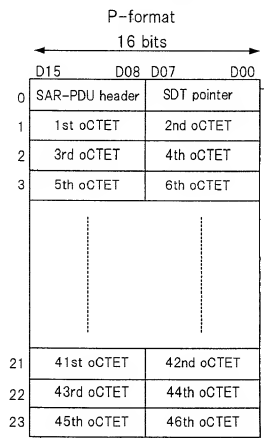 P-format
16 bits
D15 D08 D07 D00
0 SAR-PDU header SDT pointer
1 1st oCTET 2nd oCTET
2 3rd oCTET 4th oCTET
3 5th oCTET 6th oCTET
21 41st oCTET 42nd oCTET
22 43rd oCTET 44th oCTET
23 45th oCTET 46th oCTET